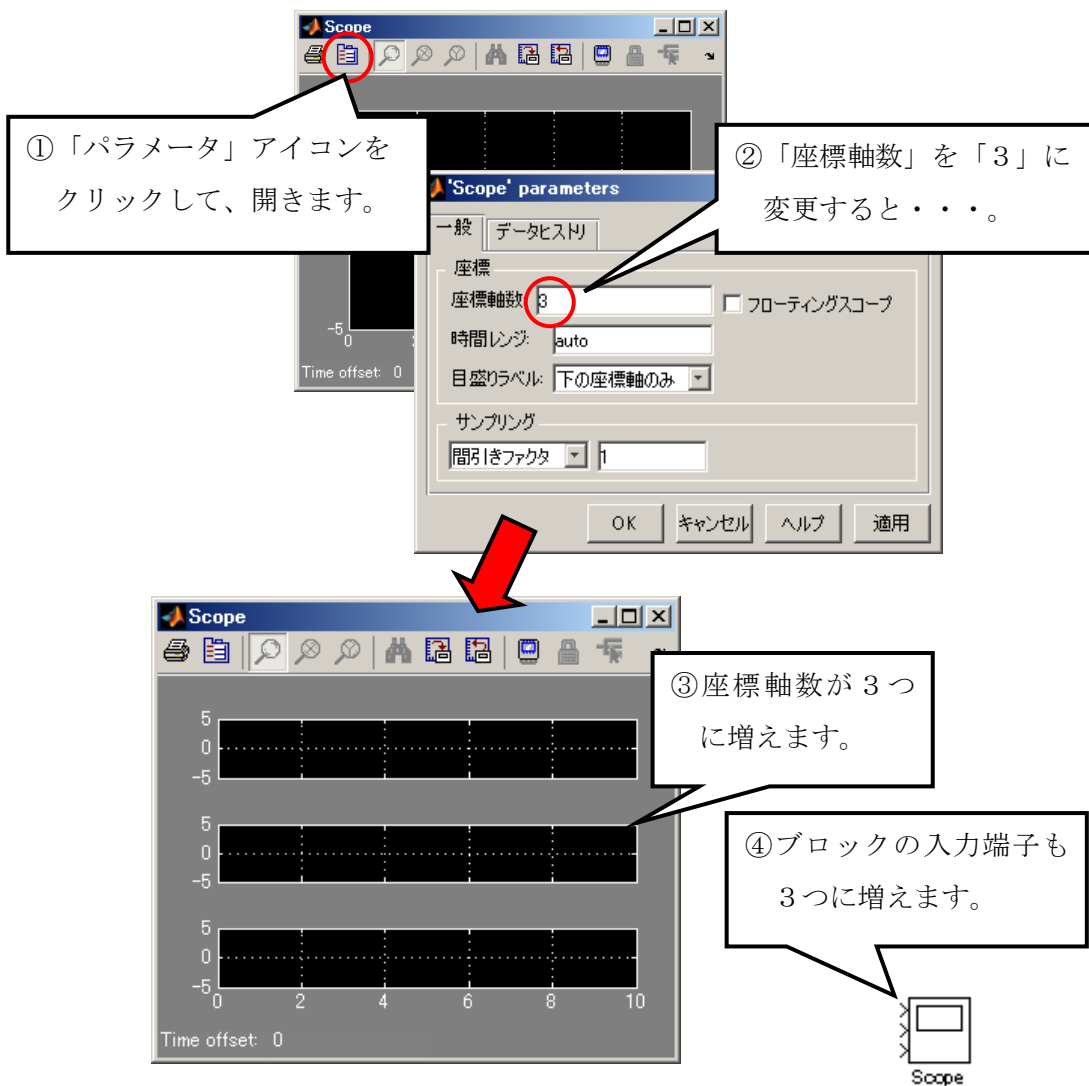 Scope
①「パラメータ」アイコンを
クリックして、開きます。
②「座標軸数」を「3」に
変更すると・・・。
-5
0
Time offset: 0
'Scope' parameters
一般 データヒストリ
座標
座標軸数: 3 フローティングスコープ
時間レンジ: auto
目盛りラベル: 下の座標軸のみ
サンプリング
間引きファクタ 1
OK キャンセル ヘルプ 適用
Scope
③座標軸数が3つ
に増えます。
5
0
-5
5
0
-5
5
0
-5
0 2 4 6 8 10
Time offset: 0
④ブロックの入力端子も
3つに増えます。
Scope